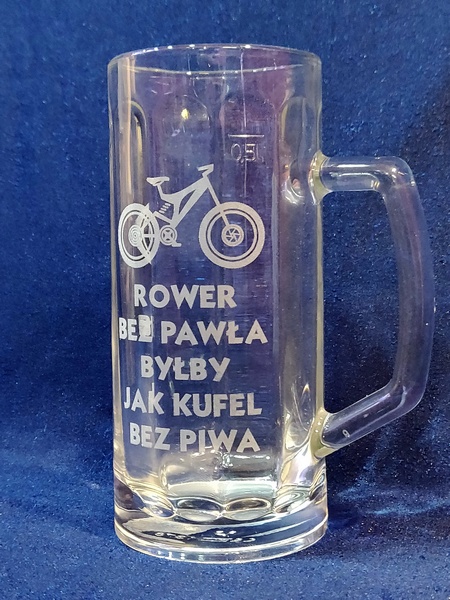 0,5L
ROWER
BEZ PAWŁA
BYŁBY
JAK KUFEL
BEZ PIWA